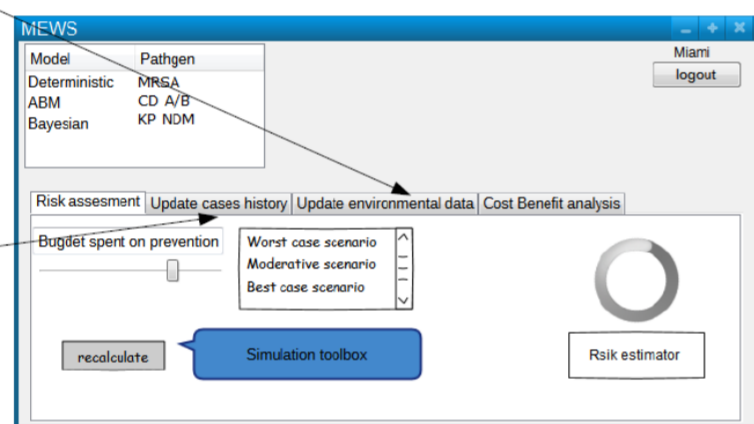 MEWS
Miami
logout
Model Pathgen
Deterministic MRSA
ABM CD A/B
Bayesian KP NDM
Risk assesment Update cases history Update environmental data Cost Benefit analysis
Bugdet spent on prevention
Worst case scenario
Moderative scenario
Best case scenario
recalculate
Simulation toolbox
Rsik estimator